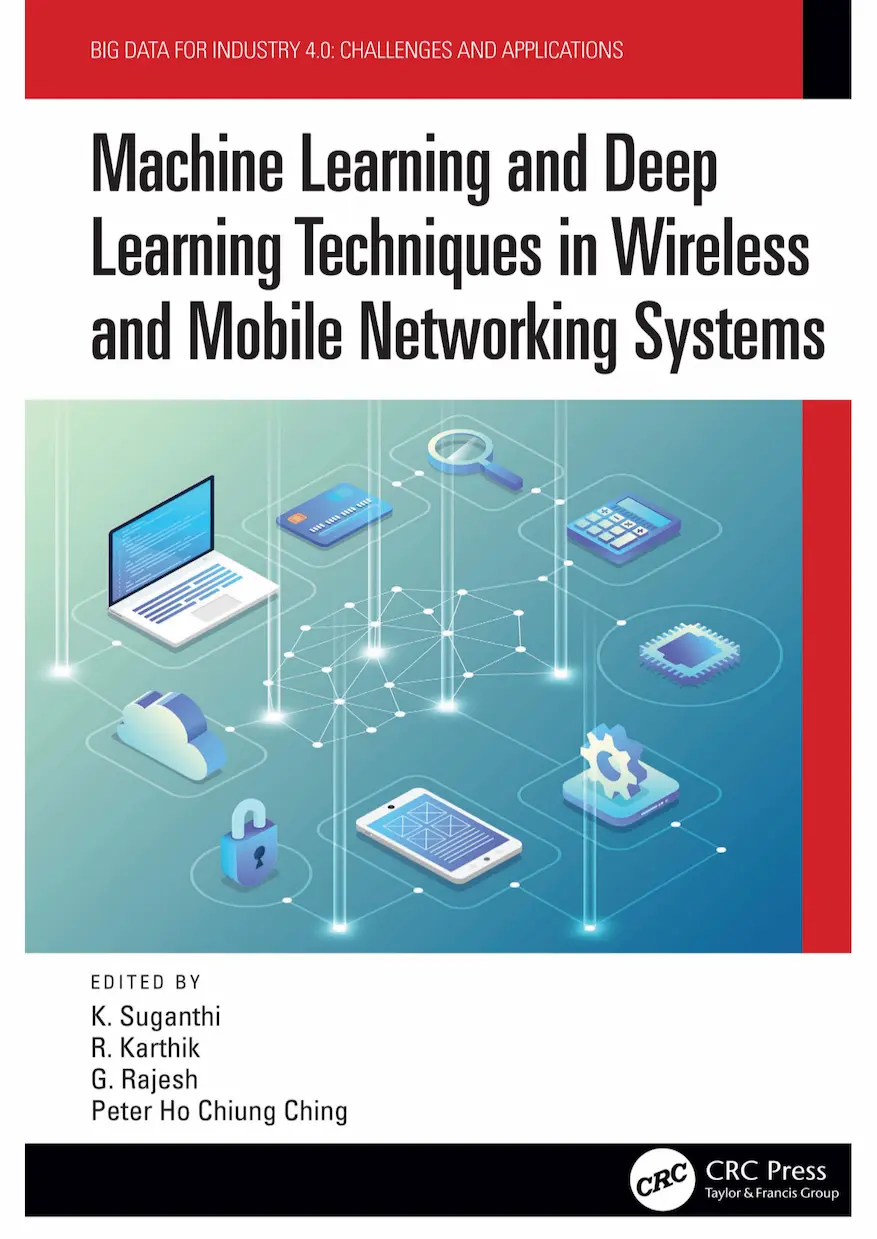 BIG DATA FOR INDUSTRY 4.0: CHALLENGES AND APPLICATIONS
Machine Learning and Deep
Learning Techniques in Wireless
and Mobile Networking Systems
EDITED BY
K. Suganthi
R. Karthik
G. Rajesh
Peter Ho Chiung Ching
CRC
CRC Press
Taylor & Francis Group